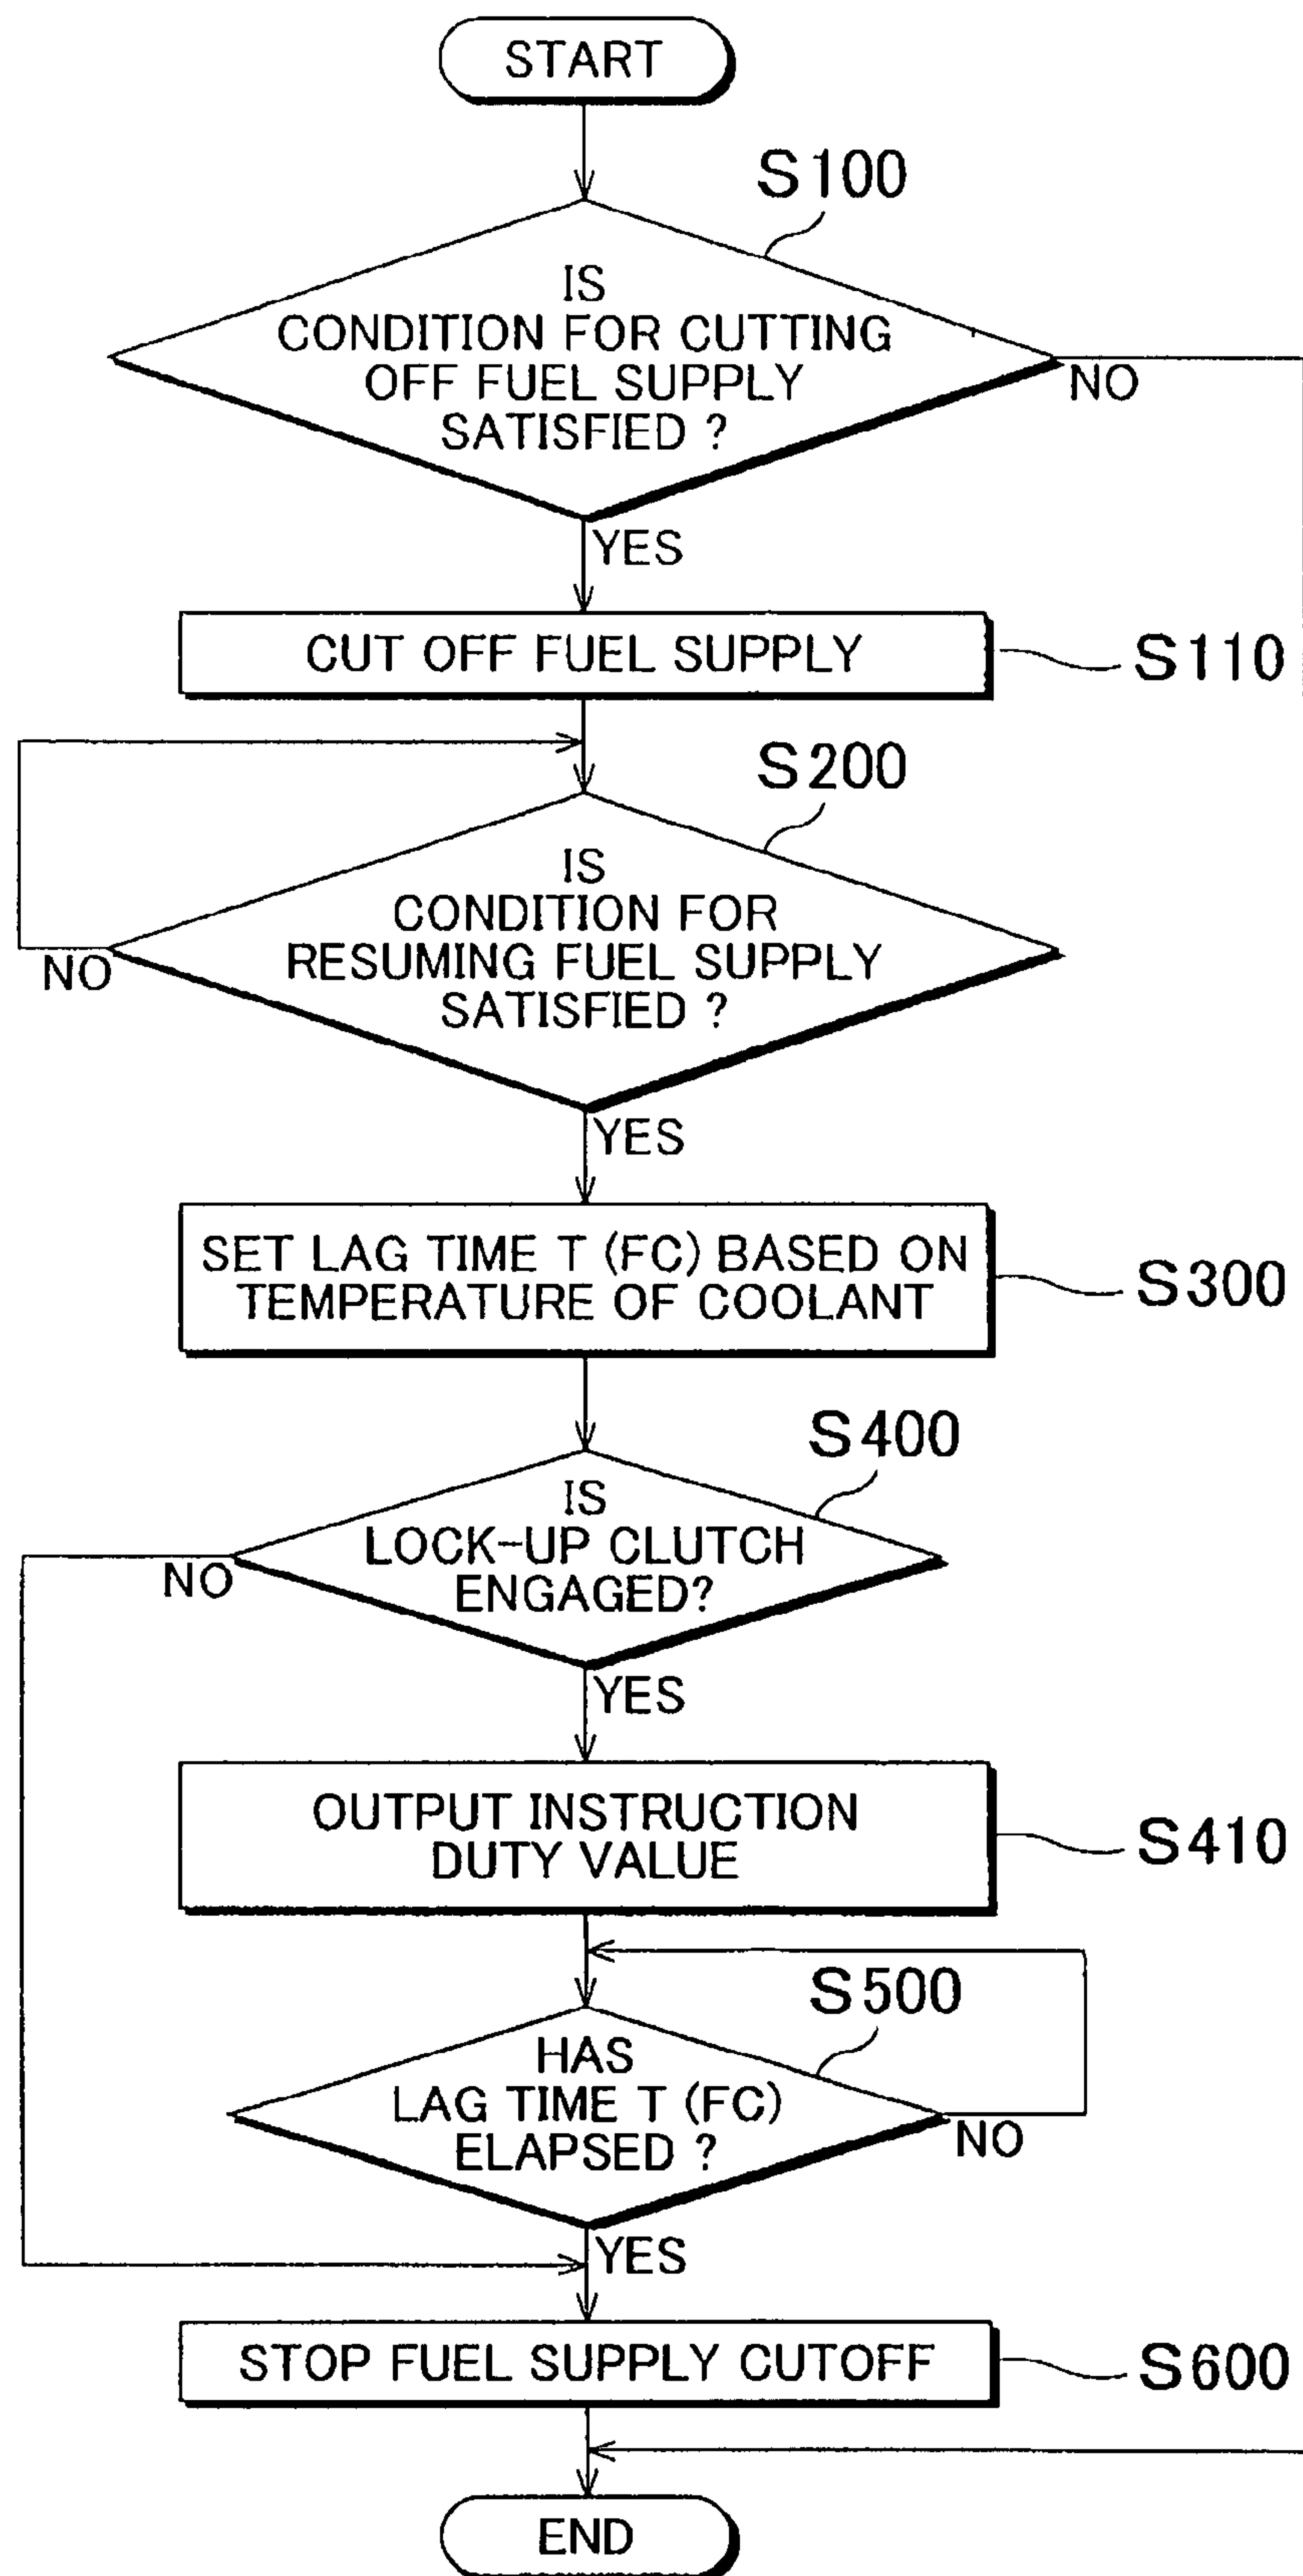 START
S100
IS
CONDITION FOR CUTTING
OFF FUEL SUPPLY
SATISFIED ?
NO
YES
CUT OFF FUEL SUPPLY
S110
S200
IS
CONDITION FOR
RESUMING FUEL SUPPLY
SATISFIED ?
NO
YES
SET LAG TIME T (FC) BASED ON
TEMPERATURE OF COOLANT
S300
S400
IS
LOCK-UP CLUTCH
ENGAGED?
NO
YES
OUTPUT INSTRUCTION
DUTY VALUE
S410
S500
HAS
LAG TIME T (FC)
ELAPSED ?
NO
YES
STOP FUEL SUPPLY CUTOFF
S600
END